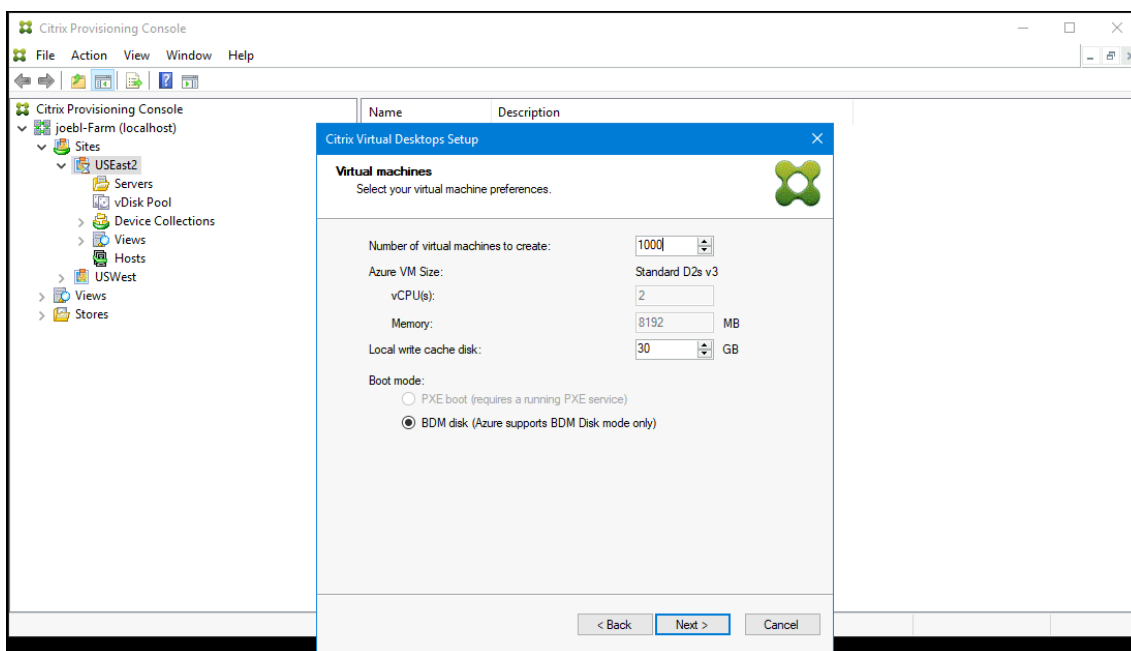 Citrix Provisioning Console
File Action View Window Help
Citrix Provisioning Console
joebl-Farm (localhost)
Sites
USEast2
Servers
vDisk Pool
Device Collections
Views
Hosts
USWest
Views
Stores
Name Description
Citrix Virtual Desktops Setup
Virtual machines
Select your virtual machine preferences.
Number of virtual machines to create: 1000
Azure VM Size: Standard D2s v3
vCPU(s): 2
Memory: 8192 MB
Local write cache disk: 30 GB
Boot mode:
PXE boot (requires a running PXE service)
BDM disk (Azure supports BDM Disk mode only)
< Back Next > Cancel